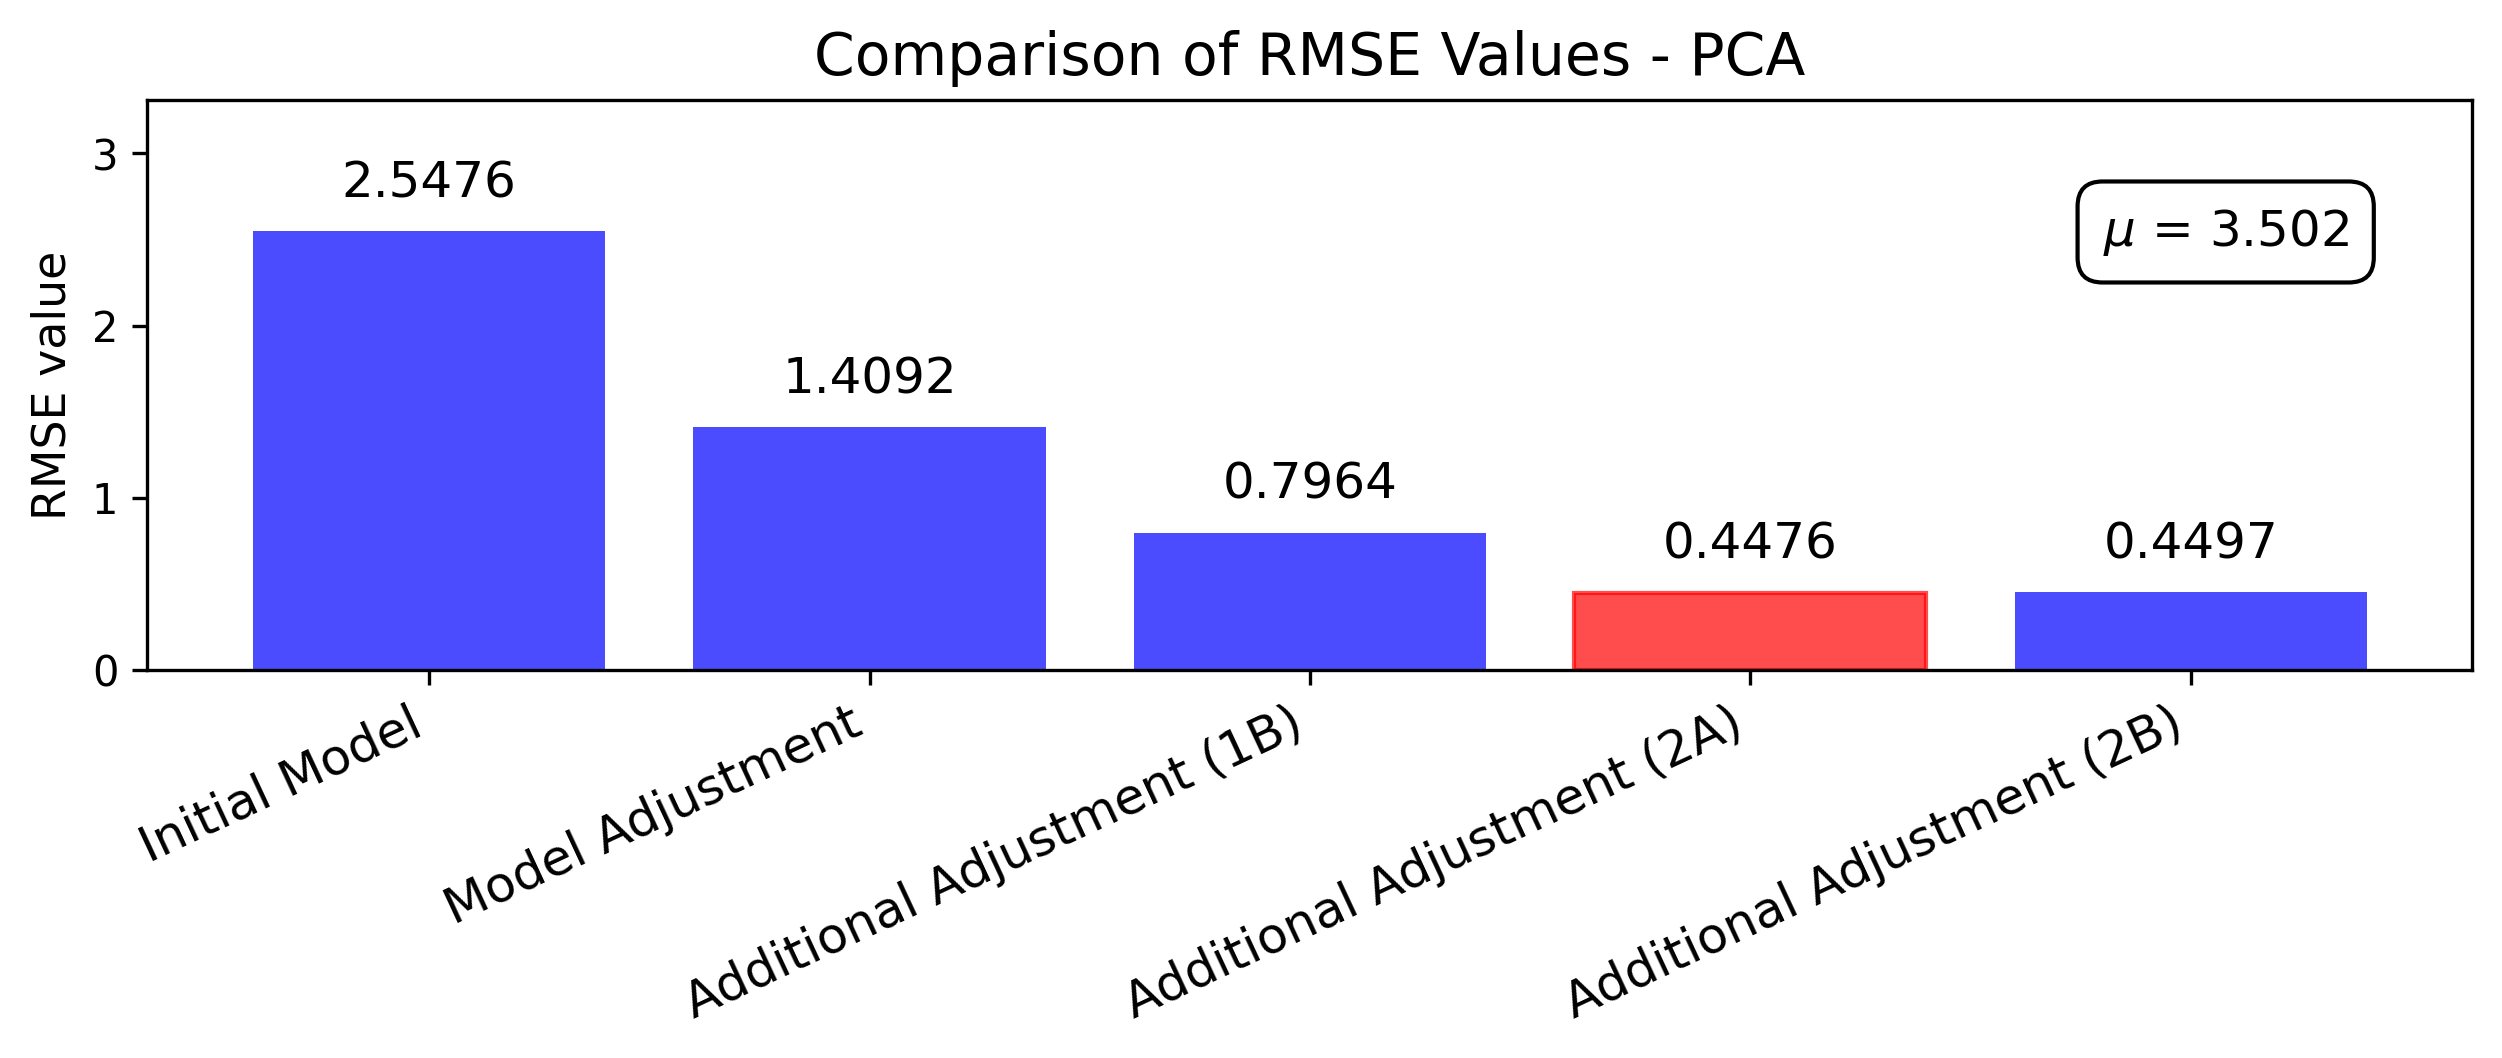 Comparison of RMSE Values - PCA
RMSE value
3
2
1
0
2.5476
1.4092
0.7964
0.4476
0.4497
μ = 3.502
Initial Model
Model Adjustment
Additional Adjustment (1B)
Additional Adjustment (2A)
Additional Adjustment (2B)